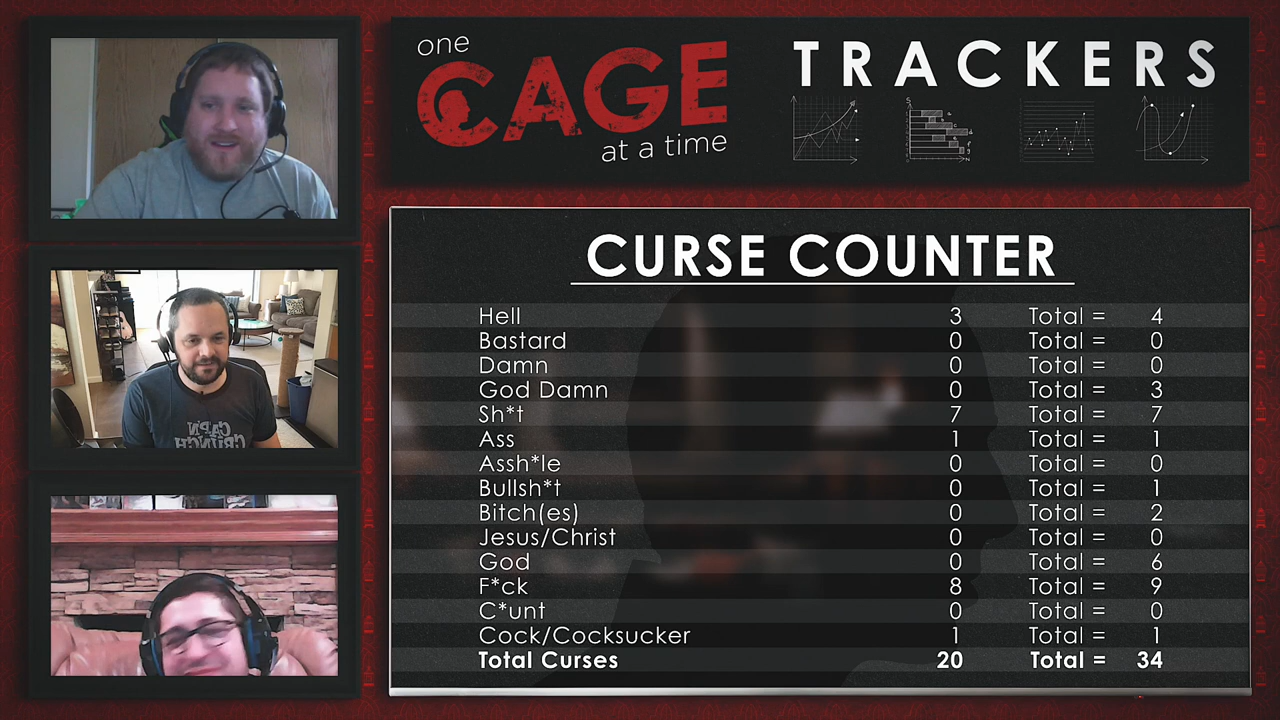 one
CAGE
at a time
TRACKERS
CURSE COUNTER
Hell 3 Total = 4
Bastard 0 Total = 0
Damn 0 Total = 0
God Damn 0 Total = 3
Sh*t 7 Total = 7
Ass 1 Total = 1
Assh*le 0 Total = 0
Bullsh*t 0 Total = 1
Bitch(es) 0 Total = 2
Jesus/Christ 0 Total = 0
God 0 Total = 6
F*ck 8 Total = 9
C*unt 0 Total = 0
Cock/Cocksucker 1 Total = 1
Total Curses 20 Total = 34
CAP'N
CRUNCH